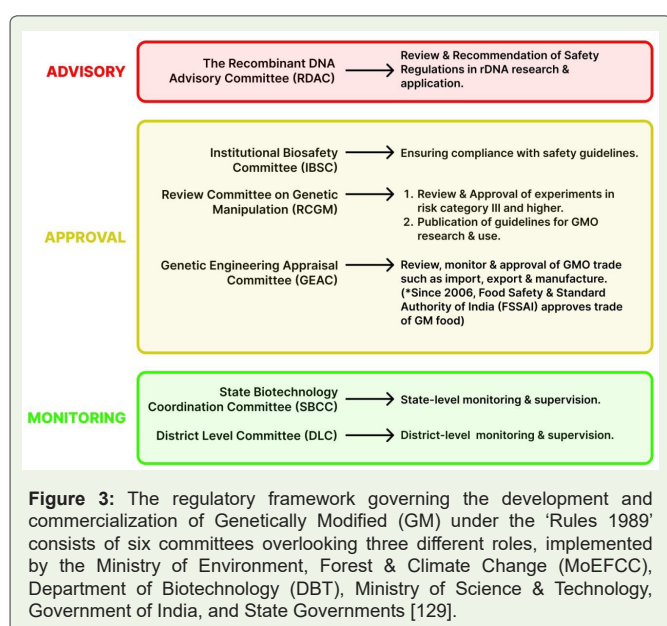 ADVISORY
The Recombinant DNA
Advisory Committee (RDAC)
Review & Recommendation of Safety
Regulations in rDNA research &
application.
APPROVAL
Institutional Biosafety
Committee (IBSC)
Ensuring compliance with safety guidelines.
Review Committee on Genetic
Manipulation (RCGM)
1. Review & Approval of experiments in
risk category III and higher.
2. Publication of guidelines for GMO
research & use.
Genetic Engineering Appraisal
Committee (GEAC)
Review, monitor & approval of GMO trade
such as import, export & manufacture.
(*Since 2006, Food Safety & Standard
Authority of India (FSSAI) approves trade
of GM food)
MONITORING
State Biotechnology
Coordination Committee (SBCC)
State-level monitoring & supervision.
District Level Committee (DLC)
District-level monitoring & supervision.
Figure 3: The regulatory framework governing the development and
commercialization of Genetically Modified (GM) under the ‘Rules 1989’
consists of six committees overlooking three different roles, implemented
by the Ministry of Environment, Forest & Climate Change (MoEFCC),
Department of Biotechnology (DBT), Ministry of Science & Technology,
Government of India, and State Governments [129].